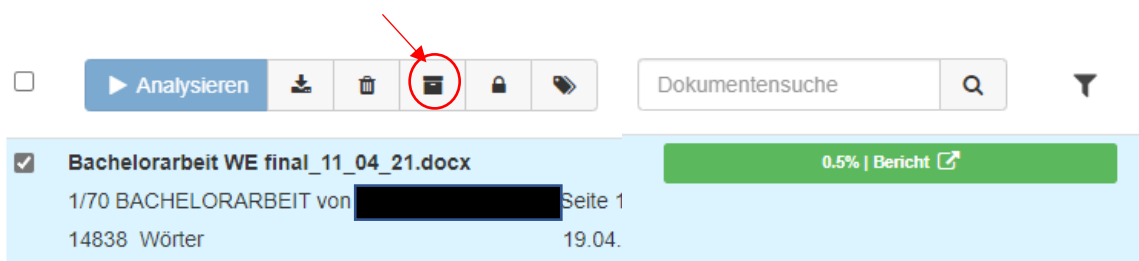 Analysieren
Dokumentensuche
Bachelorarbeit WE final_11_04_21.docx
0.5% | Bericht
1/70 BACHELORARBEIT von Seite 1
14838 Wörter 19.04.